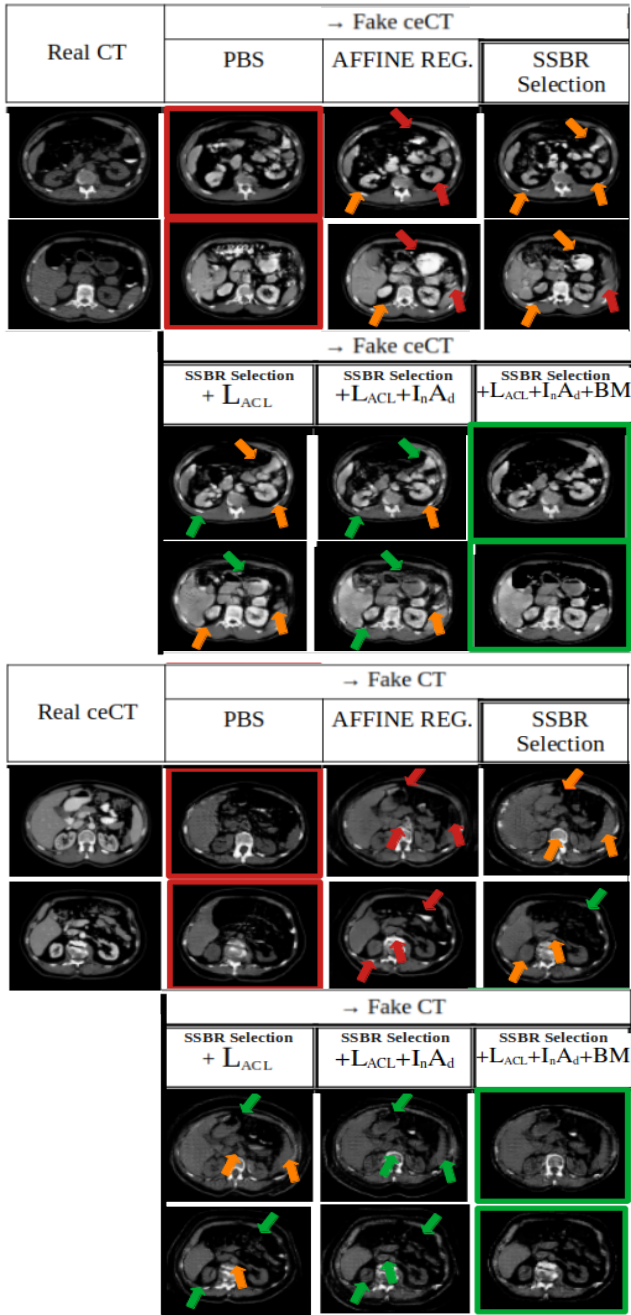 → Fake ceCT
Real CT
PBS
AFFINE REG.
SSBR
Selection
→ Fake ceCT
SSBR Selection
+ L_ACL
SSBR Selection
+L_ACL+I_nA_d
SSBR Selection
+L_ACL+I_nA_d+BM
→ Fake CT
Real ceCT
PBS
AFFINE REG.
SSBR
Selection
→ Fake CT
SSBR Selection
+ L_ACL
SSBR Selection
+L_ACL+I_nA_d
SSBR Selection
+L_ACL+I_nA_d+BM